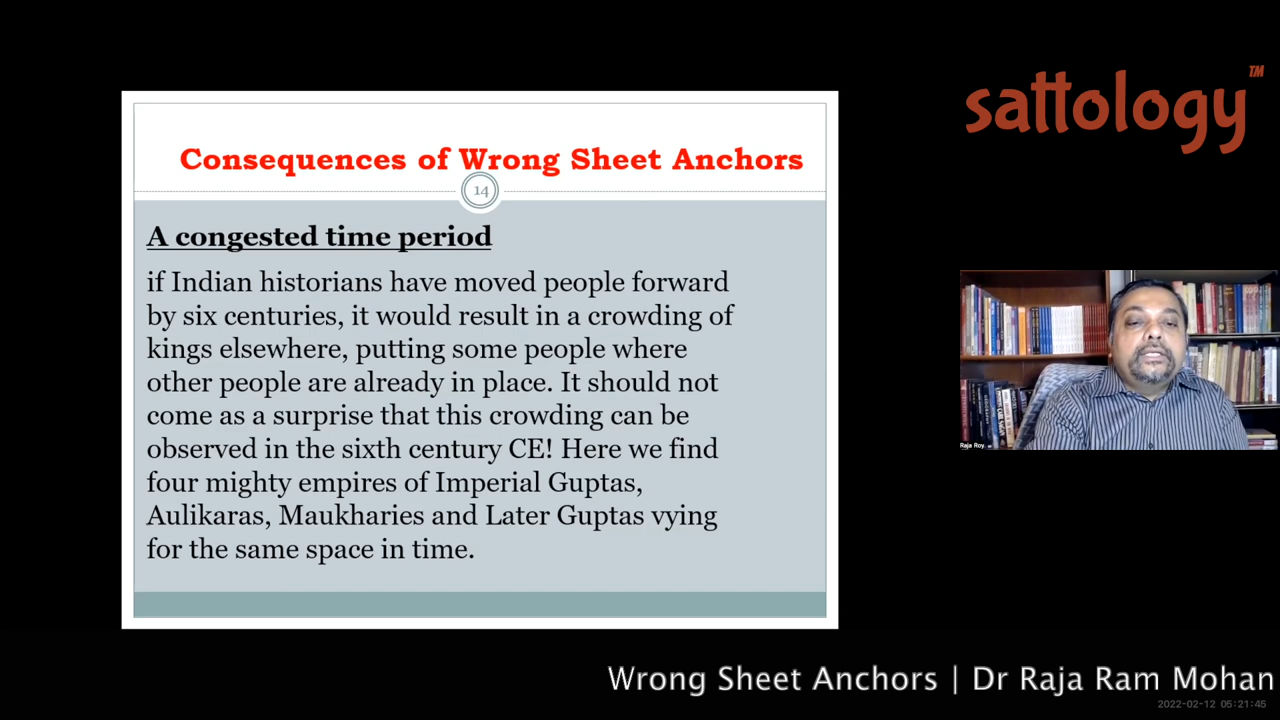 sattology™
Consequences of Wrong Sheet Anchors
14
A congested time period
if Indian historians have moved people forward
by six centuries, it would result in a crowding of
kings elsewhere, putting some people where
other people are already in place. It should not
come as a surprise that this crowding can be
observed in the sixth century CE! Here we find
four mighty empires of Imperial Guptas,
Aulikaras, Maukharies and Later Guptas vying
for the same space in time.
Raja Roy
Wrong Sheet Anchors | Dr Raja Ram Mohan
2022-02-12 05:21:45